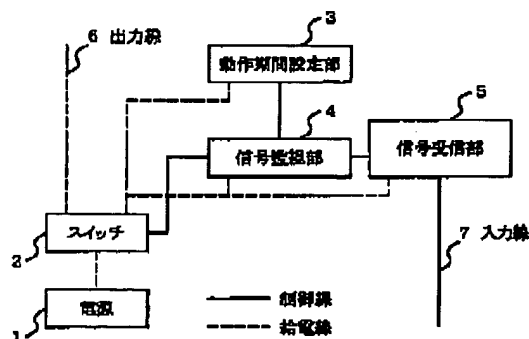 6 出力線
3
動作期間設定部
4
信号監視部
5
信号受信部
スイッチ
2
7 入力線
電源
1
制御線
給電線